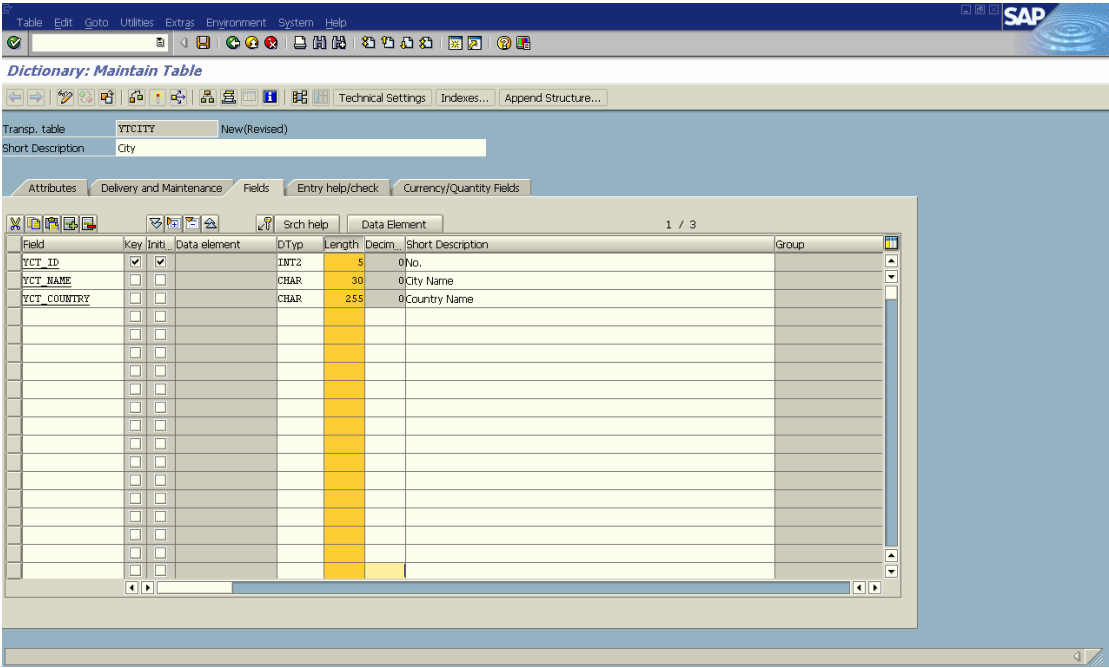 Table Edit Goto Utilities Extras Environment System Help
SAP
Dictionary: Maintain Table
Technical Settings Indexes... Append Structure...
Transp. table YTCITY New(Revised)
Short Description City
Attributes Delivery and Maintenance Fields Entry help/check Currency/Quantity Fields
Srch help Data Element 1 / 3
Field Key Initi... Data element DTyp Length Decim... Short Description Group
YCT_ID INT2 5 0 No.
YCT_NAME CHAR 30 0 City Name
YCT_COUNTRY CHAR 255 0 Country Name